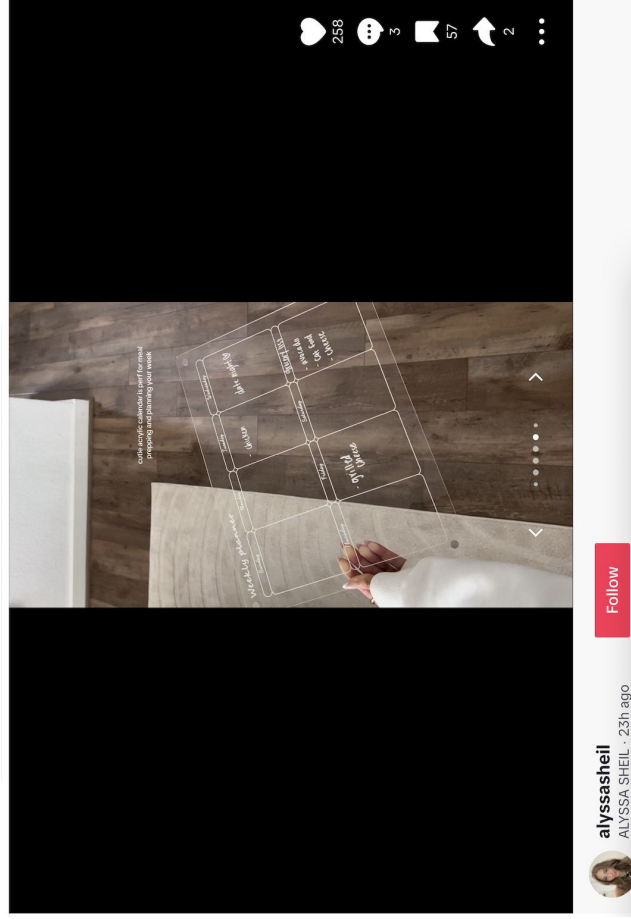 alyssasheil
ALYSSA SHEIL · 23h ago
Follow
cutie acrylic calendar is perf for meal
prepping and planning your week
Weekly planner
Sunday
Tuesday
- chicken
Wednesday
date night
Friday
- grilled
cheese
Saturday
grocery list
- avocado
- cat food
- cheese
258
3
57
2